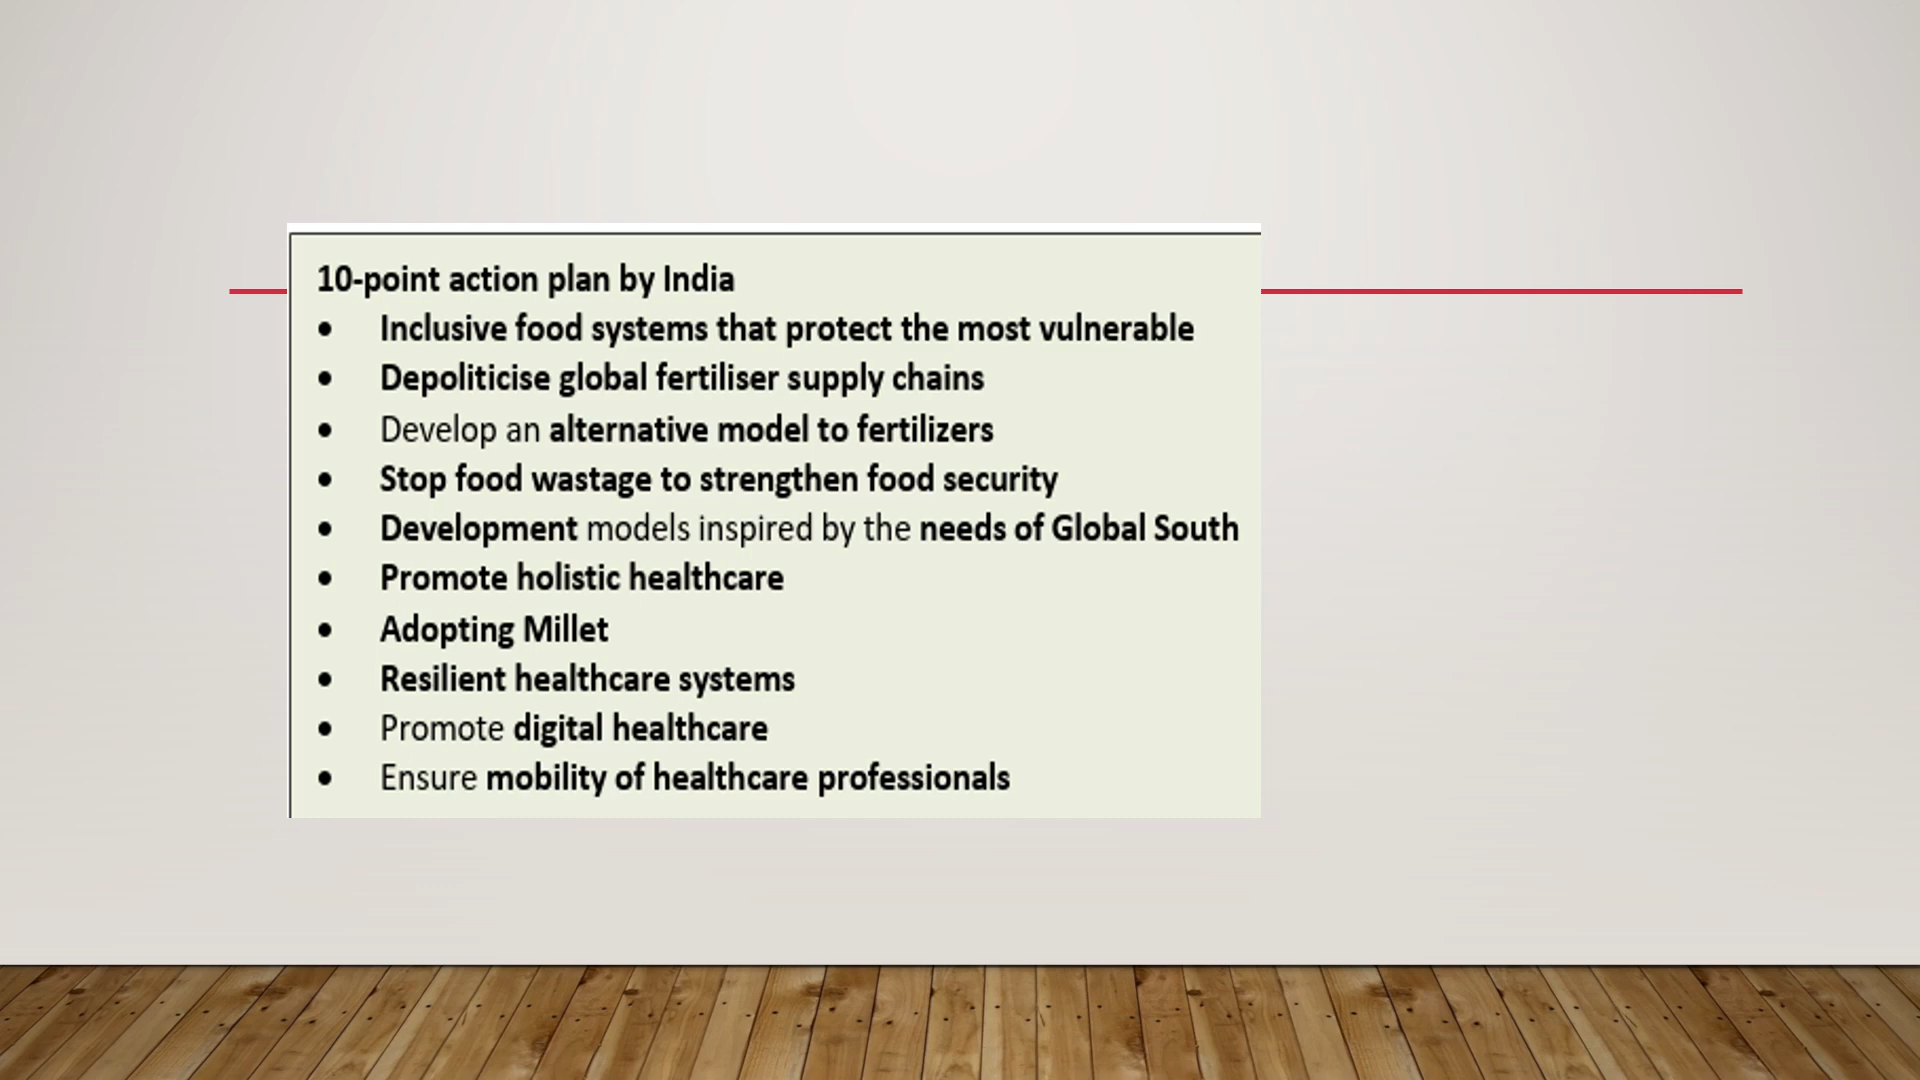 10-point action plan by India
• Inclusive food systems that protect the most vulnerable
• Depoliticise global fertiliser supply chains
• Develop an alternative model to fertilizers
• Stop food wastage to strengthen food security
• Development models inspired by the needs of Global South
• Promote holistic healthcare
• Adopting Millet
• Resilient healthcare systems
• Promote digital healthcare
• Ensure mobility of healthcare professionals